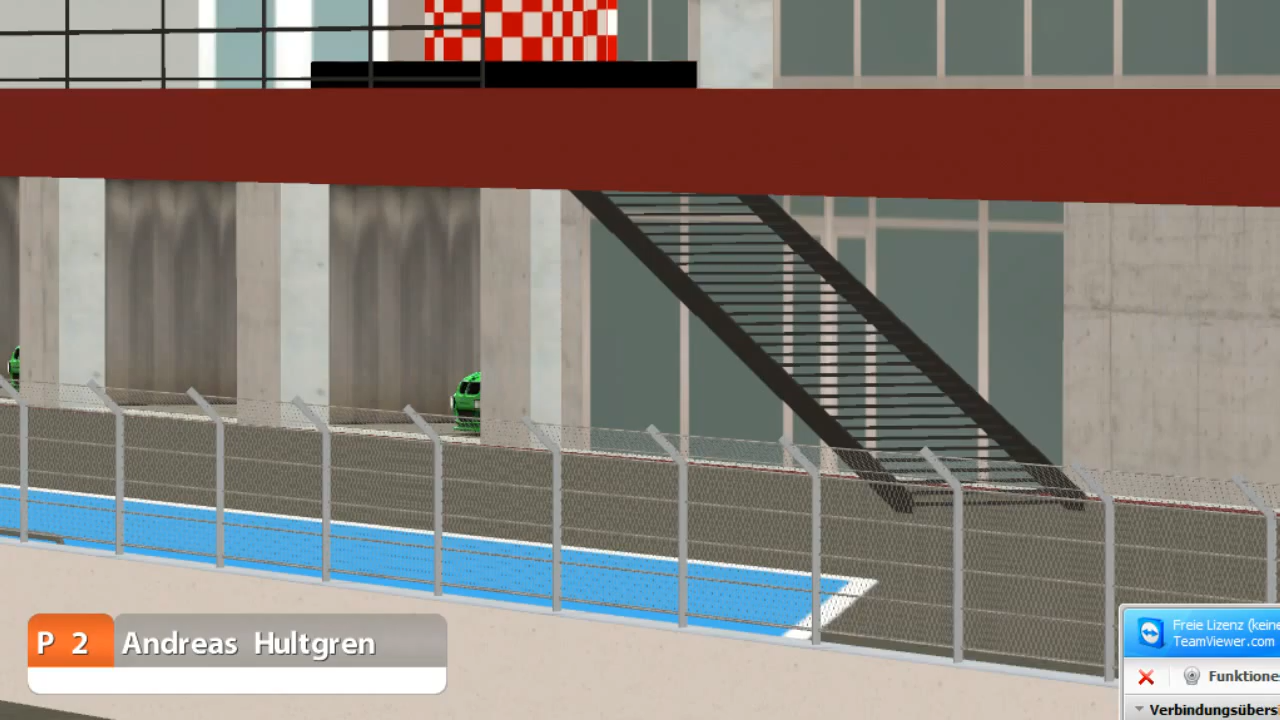 P 2 Andreas Hultgren
Freie Lizenz (keine
TeamViewer.com
Funktione
Verbindungsübers